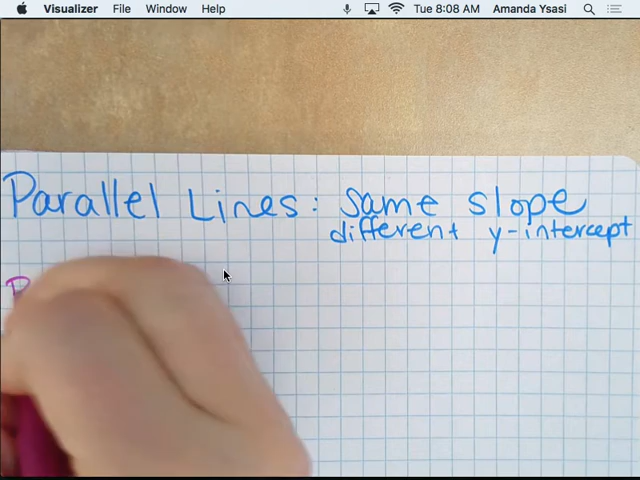 Visualizer File Window Help Tue 8:08 AM Amanda Ysasi
Parallel Lines: same slope
different y-intercept